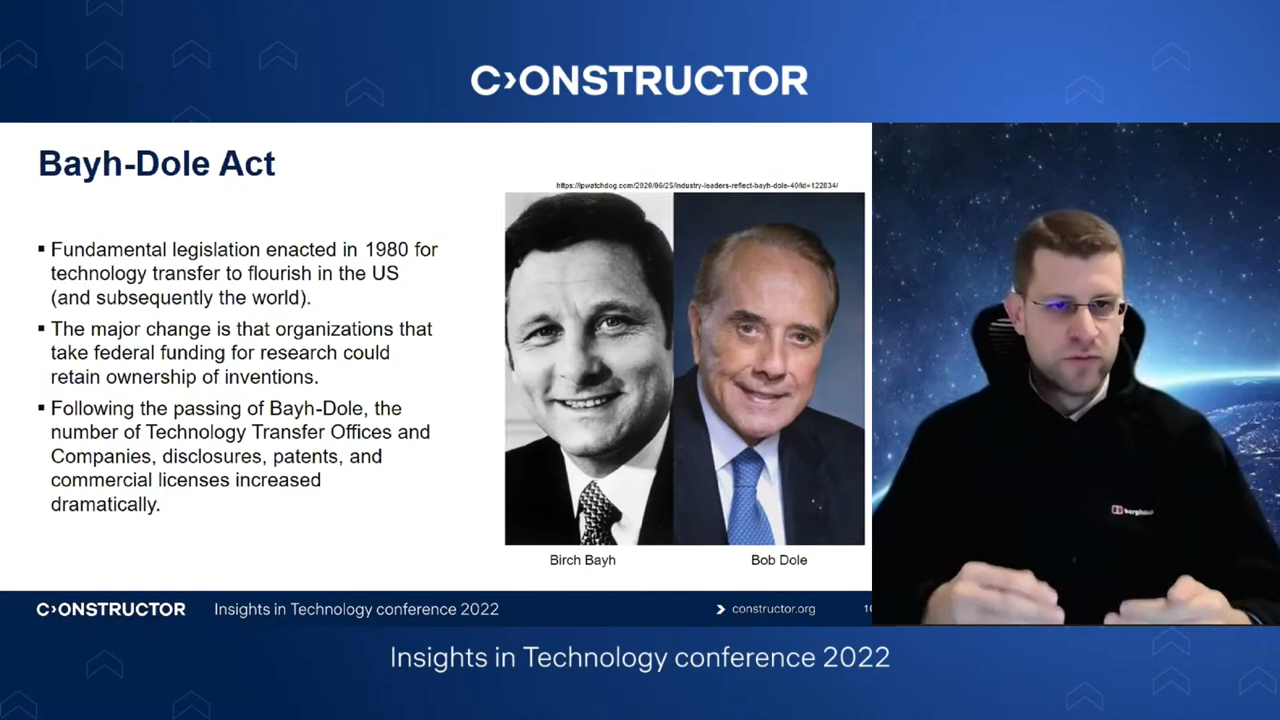 C›ONSTRUCTOR
Bayh-Dole Act
https://ipwatchdog.com/2020/06/25/industry-leaders-reflect-bayh-dole-40/id=122834/
▪ Fundamental legislation enacted in 1980 for
technology transfer to flourish in the US
(and subsequently the world).
▪ The major change is that organizations that
take federal funding for research could
retain ownership of inventions.
▪ Following the passing of Bayh-Dole, the
number of Technology Transfer Offices and
Companies, disclosures, patents, and
commercial licenses increased
dramatically.
Birch Bayh
Bob Dole
berghaus
C›ONSTRUCTOR
Insights in Technology conference 2022
constructor.org
Insights in Technology conference 2022